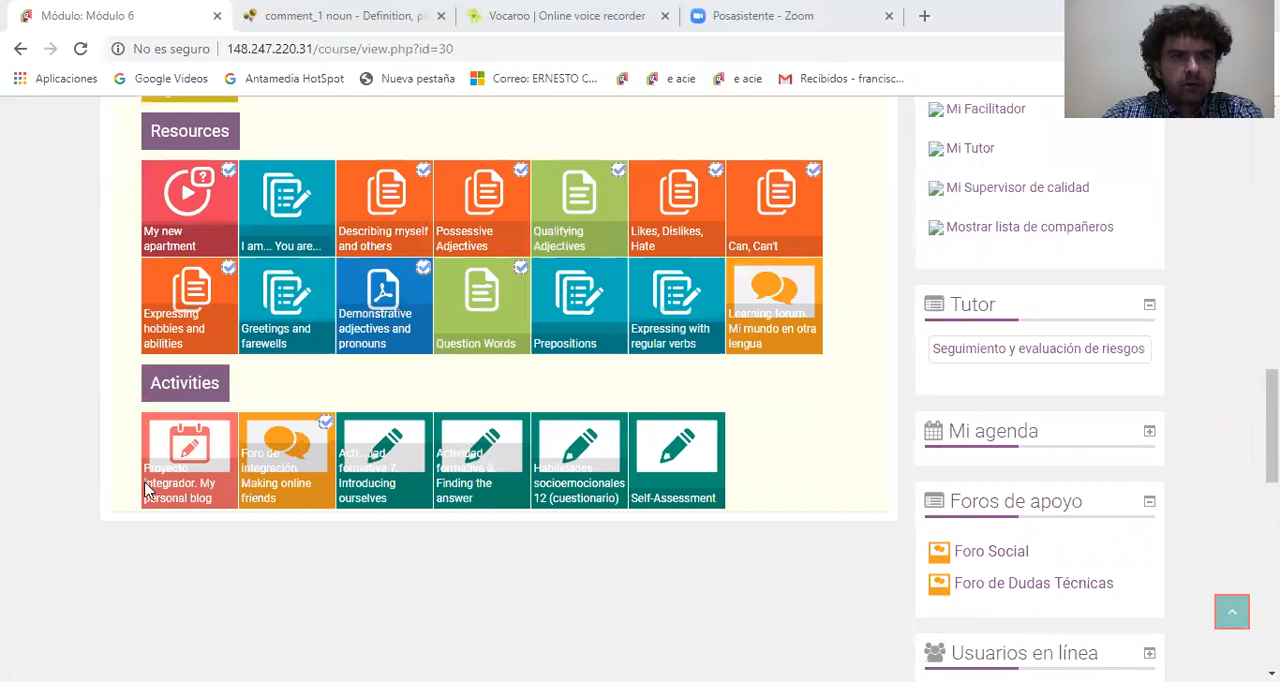 Módulo: Módulo 6
comment_1 noun - Definition, p
Vocaroo | Online voice recorder
Posasistente - Zoom
No es seguro | 148.247.220.31/course/view.php?id=30
Aplicaciones
Google Videos
Antamedia HotSpot
Nueva pestaña
Correo: ERNESTO C...
e acie
e acie
Recibidos - francisc...
Resources
My new
apartment
I am... You are...
Describing myself
and others
Possessive
Adjectives
Qualifying
Adjectives
Likes, Dislikes,
Hate
Can, Can't
Expressing
hobbies and
abilities
Greetings and
farewells
Demonstrative
adjectives and
pronouns
Question Words
Prepositions
Expressing with
regular verbs
Learning forum
Mi mundo en otra
lengua
Activities
Proyecto
integrador. My
personal blog
Foro de
integración.
Making online
friends
Actividad
formativa 7.
Introducing
ourselves
Actividad
formativa 8.
Finding the
answer
Habilidades
socioemocionales
12 (cuestionario)
Self-Assessment
Mi Facilitador
Mi Tutor
Mi Supervisor de calidad
Mostrar lista de compañeros
Tutor
Seguimiento y evaluación de riesgos
Mi agenda
Foros de apoyo
Foro Social
Foro de Dudas Técnicas
Usuarios en línea